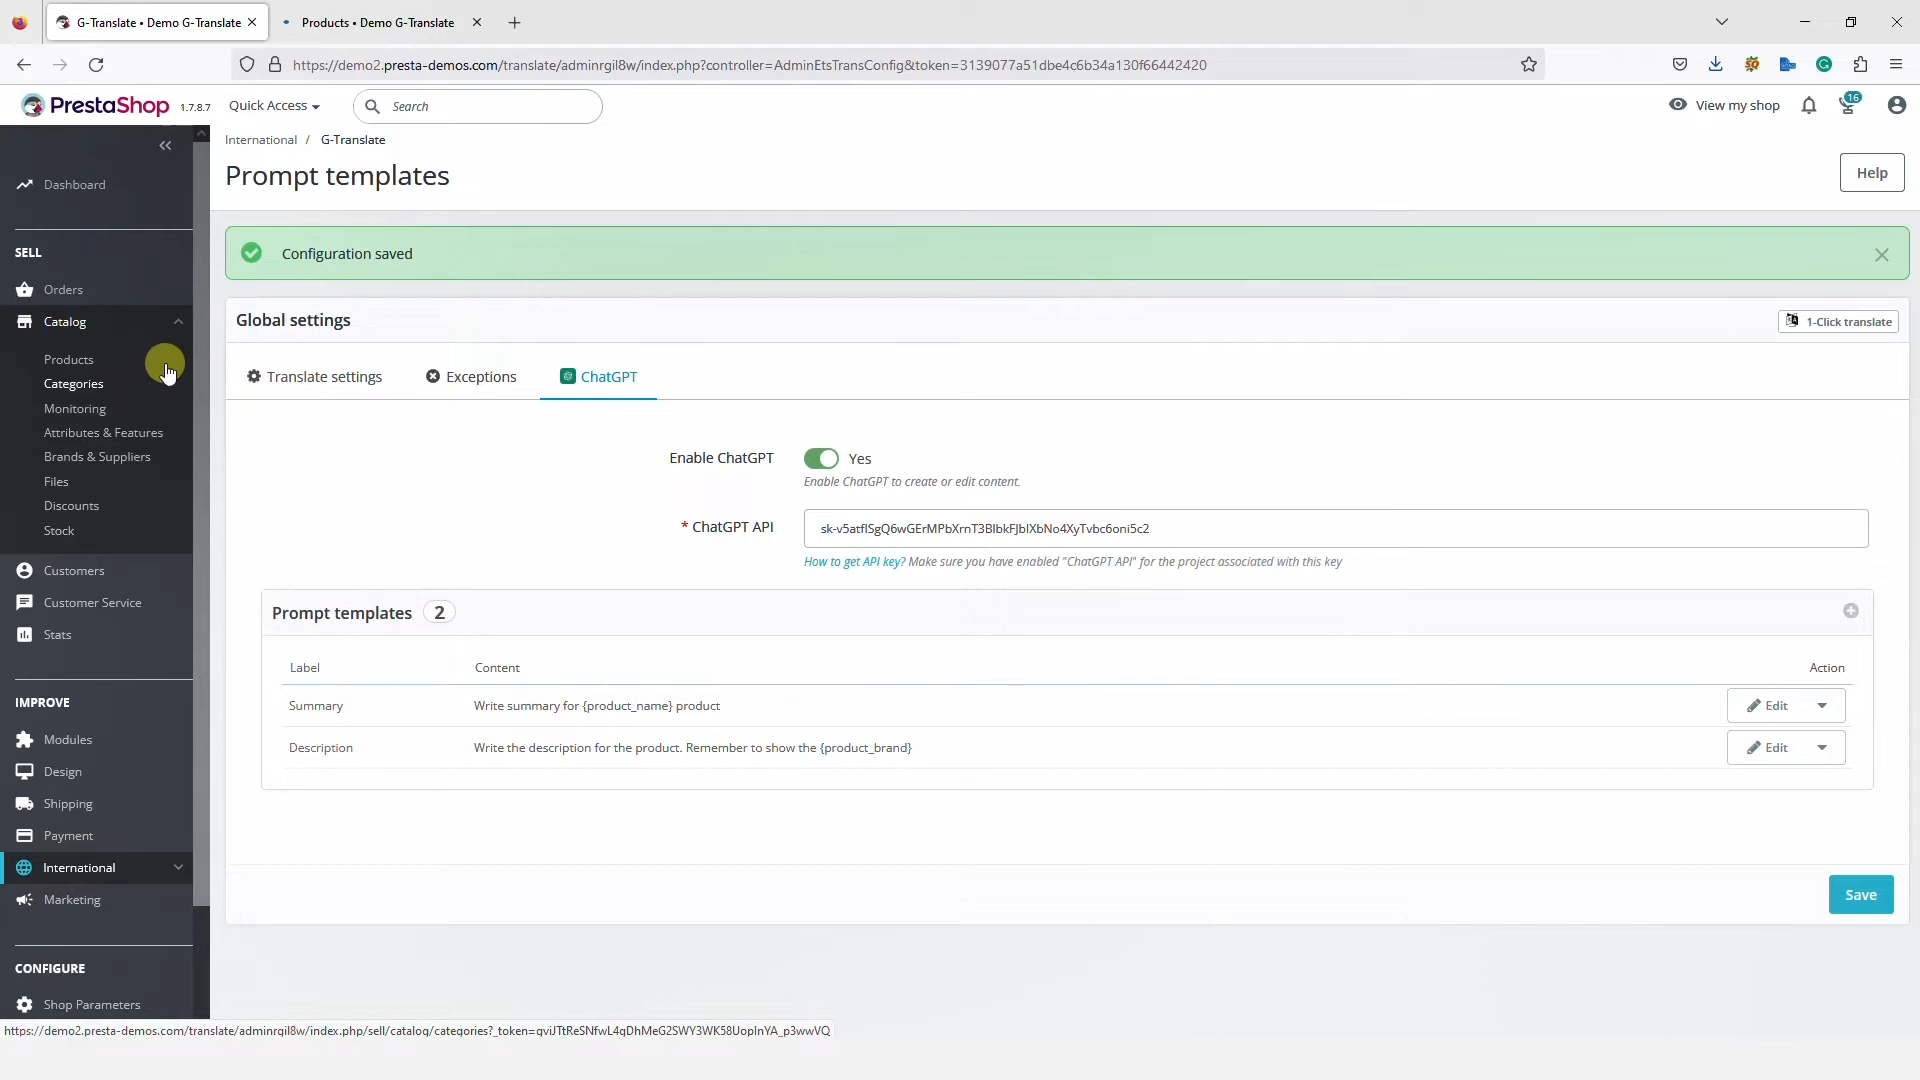 G-Translate • Demo G-Translate
Products • Demo G-Translate
https://demo2.presta-demos.com/translate/adminrgil8w/index.php?controller=AdminEtsTransConfig&token=3139077a51dbe4c6b34a130f66442420
PrestaShop 1.7.8.7
Quick Access
Search
View my shop
16
International / G-Translate
Prompt templates
Help
Dashboard
SELL
Orders
Catalog
Products
Categories
Monitoring
Attributes & Features
Brands & Suppliers
Files
Discounts
Stock
Customers
Customer Service
Stats
IMPROVE
Modules
Design
Shipping
Payment
International
Marketing
CONFIGURE
Shop Parameters
Configuration saved
Global settings
1-Click translate
Translate settings
Exceptions
ChatGPT
Enable ChatGPT
Yes
Enable ChatGPT to create or edit content.
* ChatGPT API
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
How to get API key? Make sure you have enabled "ChatGPT API" for the project associated with this key
Prompt templates 2
Label Content Action
Summary Write summary for {product_name} product Edit
Description Write the description for the product. Remember to show the {product_brand} Edit
Save
https://demo2.presta-demos.com/translate/adminrgil8w/index.php/sell/catalog/categories?_token=qviJTtReSNfwL4qDhMeG2SWY3WK58UopInYA_p3wwVQ